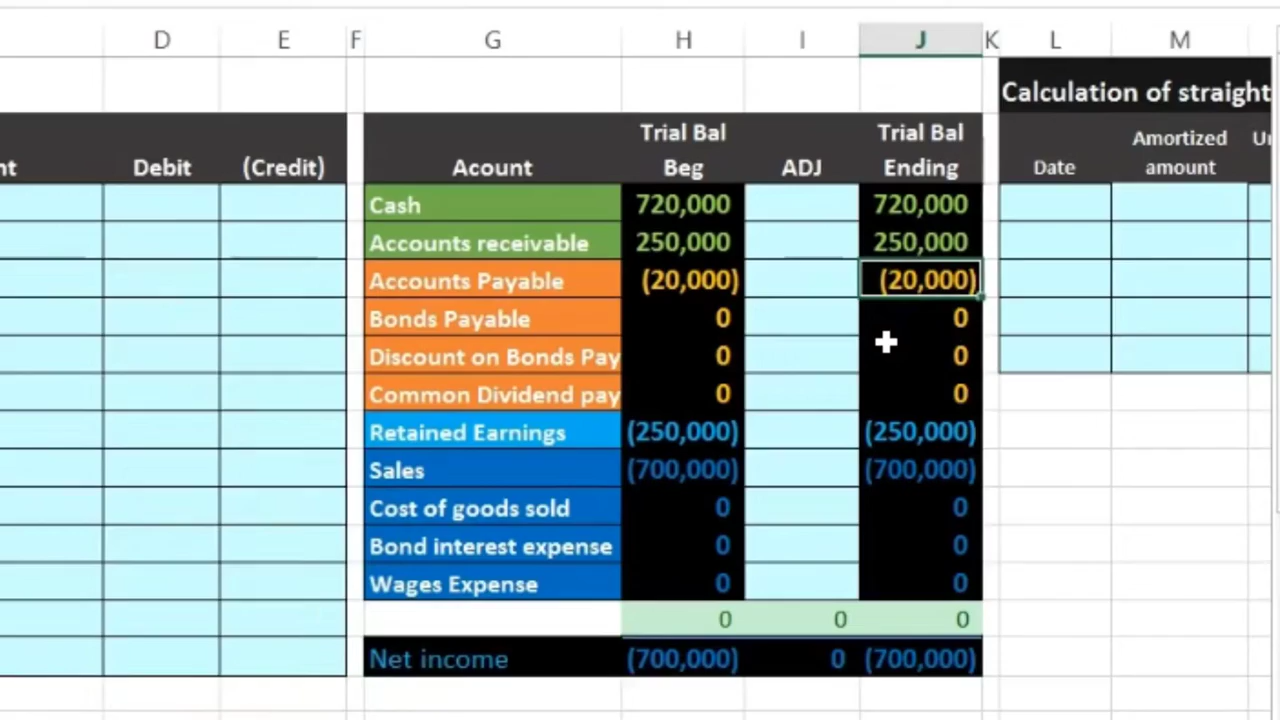 D E F G H I J K L M
Calculation of straight
nt Debit (Credit) Acount Trial Bal Beg ADJ Trial Bal Ending Date Amortized amount Ur
Cash 720,000 720,000
Accounts receivable 250,000 250,000
Accounts Payable (20,000) (20,000)
Bonds Payable 0 0
Discount on Bonds Pay 0 0
Common Dividend pay 0 0
Retained Earnings (250,000) (250,000)
Sales (700,000) (700,000)
Cost of goods sold 0 0
Bond interest expense 0 0
Wages Expense 0 0
0 0 0
Net income (700,000) 0 (700,000)